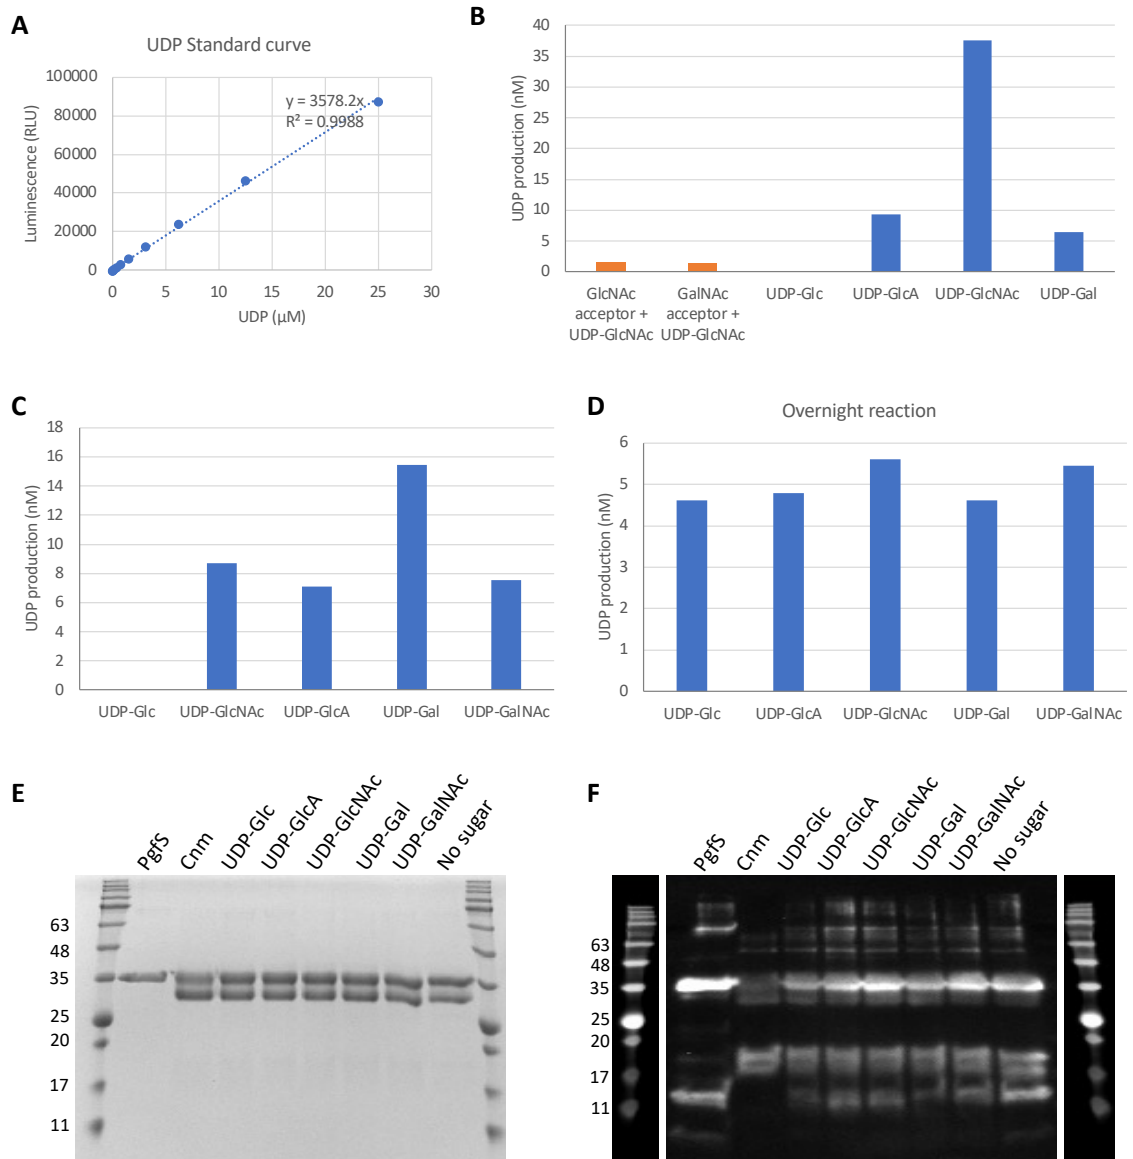 A
UDP Standard curve
Luminescence (RLU)
100000
80000
60000
40000
20000
0
y = 3578.2x
R² = 0.9988
0 5 10 15 20 25 30
UDP (µM)
B
UDP production (nM)
40
35
30
25
20
15
10
5
0
GlcNAc
acceptor +
UDP-GlcNAc
GalNAc
acceptor +
UDP-GlcNAc
UDP-Glc
UDP-GlcA
UDP-GlcNAc
UDP-Gal
C
UDP production (nM)
18
16
14
12
10
8
6
4
2
0
UDP-Glc
UDP-GlcNAc
UDP-GlcA
UDP-Gal
UDP-GalNAc
D
Overnight reaction
UDP production (nM)
6
5
4
3
2
1
0
UDP-Glc
UDP-GlcA
UDP-GlcNAc
UDP-Gal
UDP-GalNAc
E
PgfS
Cnm
UDP-Glc
UDP-GlcA
UDP-GlcNAc
UDP-Gal
UDP-GalNAc
No sugar
63
48
35
25
20
17
11
F
PgfS
Cnm
UDP-Glc
UDP-GlcA
UDP-GlcNAc
UDP-Gal
UDP-GalNAc
No sugar
63
48
35
25
20
17
11